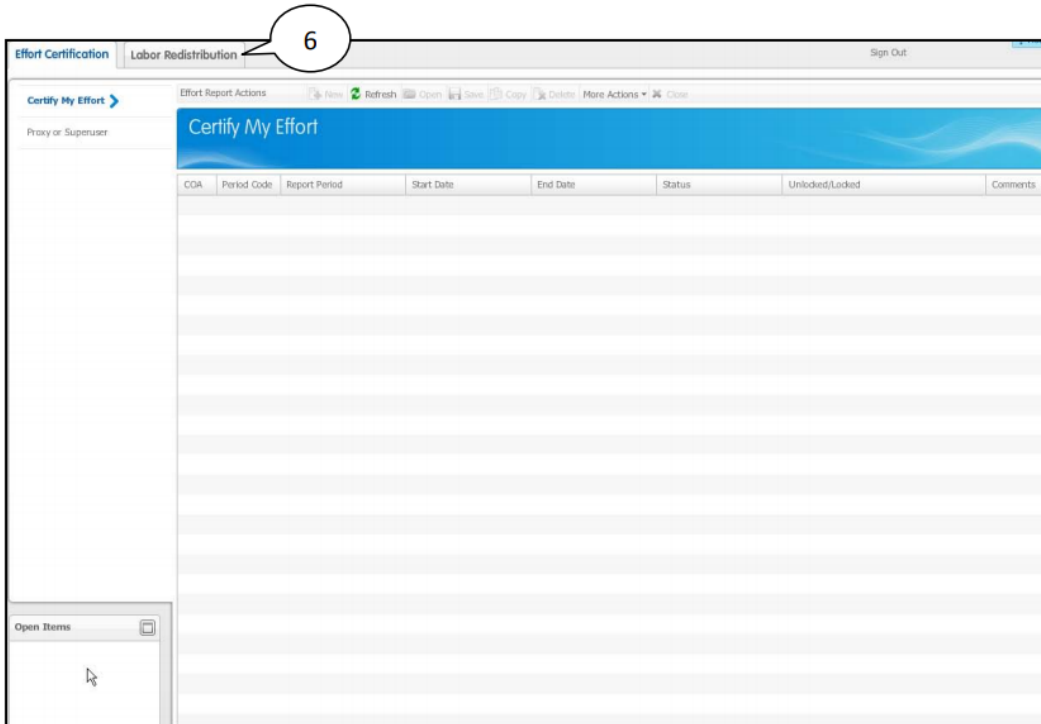 6
Effort Certification Labor Redistribution Sign Out
Certify My Effort
Proxy or Superuser
Effort Report Actions New Refresh Open Save Copy Delete More Actions Close
Certify My Effort
COA Period Code Report Period Start Date End Date Status Unlocked/Locked Comments
Open Items